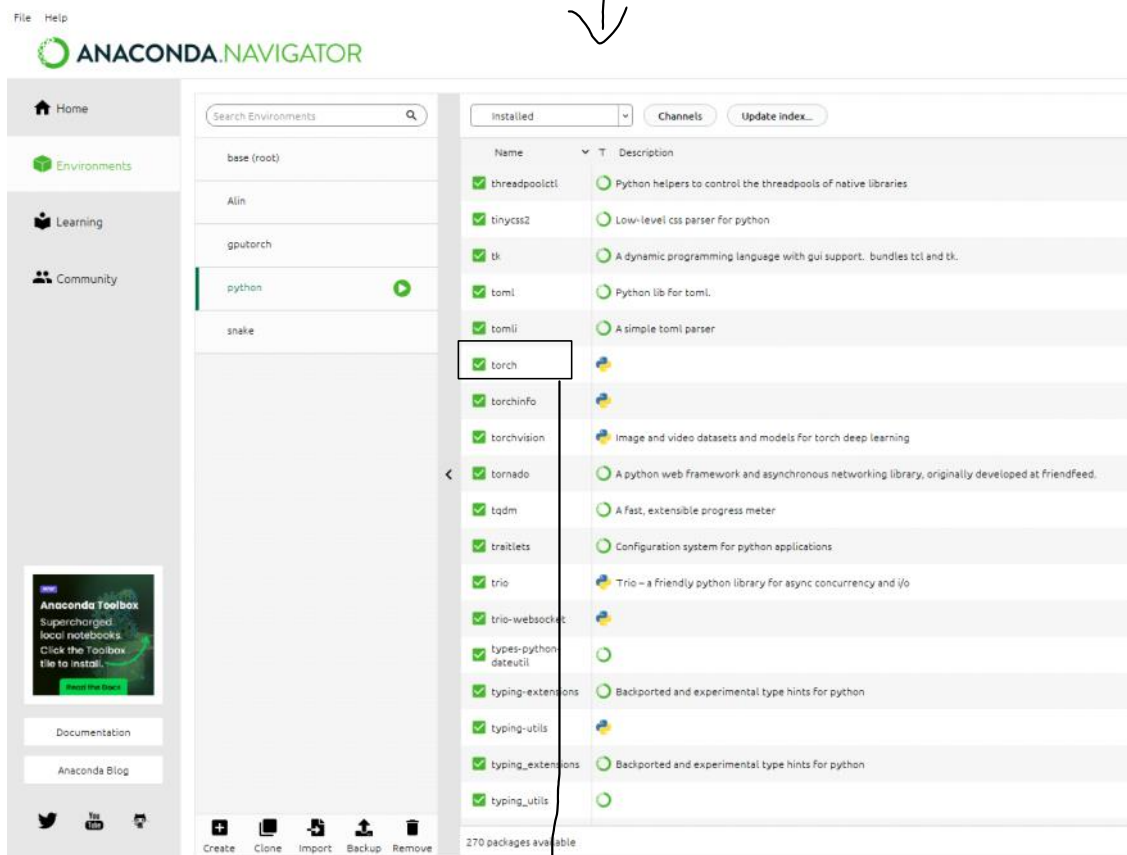 File Help
ANACONDA.NAVIGATOR
Home
Environments
Learning
Community
Search Environments
base (root)
Alin
gputorch
python
snake
Installed
Channels
Update index...
Name T Description
threadpoolctl Python helpers to control the threadpools of native libraries
tinycss2 Low-level css parser for python
tk A dynamic programming language with gui support. bundles tcl and tk.
toml Python lib for toml.
tomli A simple toml parser
torch
torchinfo
torchvision Image and video datasets and models for torch deep learning
tornado A python web framework and asynchronous networking library, originally developed at friendfeed.
tqdm A fast, extensible progress meter
traitlets Configuration system for python applications
trio Trio – a friendly python library for async concurrency and i/o
trio-websocket
types-python-
dateutil
typing-extensions Backported and experimental type hints for python
typing-utils
typing_extensions Backported and experimental type hints for python
typing_utils
270 packages available
NEW
Anaconda Toolbox
Supercharged
local notebooks.
Click the Toolbox
tile to install.
Read the Docs
Documentation
Anaconda Blog
You
Tube
Create Clone Import Backup Remove